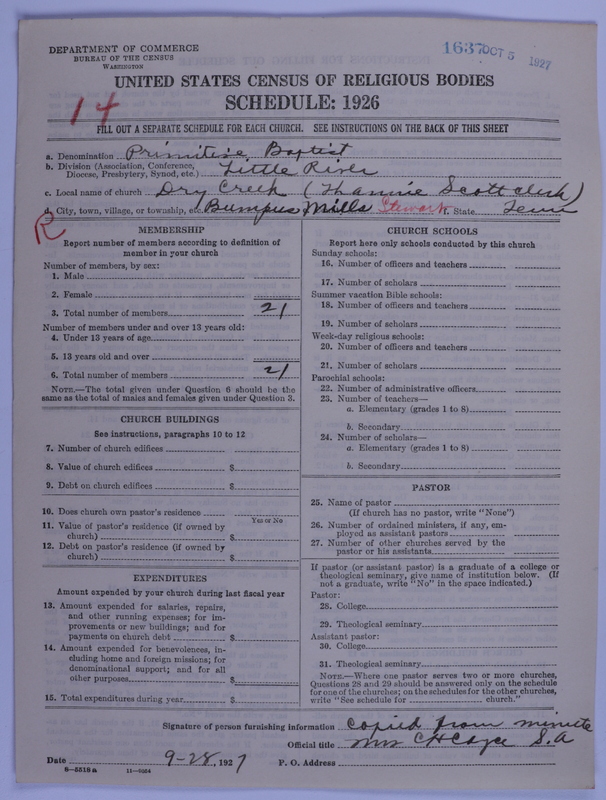 DEPARTMENT OF COMMERCE
BUREAU OF THE CENSUS
WASHINGTON
1637 OCT 5 1927
UNITED STATES CENSUS OF RELIGIOUS BODIES
SCHEDULE: 1926
14
FILL OUT A SEPARATE SCHEDULE FOR EACH CHURCH. SEE INSTRUCTIONS ON THE BACK OF THIS SHEET
a. Denomination Primitive Baptist
b. Division (Association, Conference, Diocese, Presbytery, Synod, etc.) Little River
c. Local name of church Dry Creek (Thannie Scott clerk)
d. City, town, village, or township, etc. Bumpus Mills Stewart State Tenn
R
MEMBERSHIP
Report number of members according to definition of
member in your church
Number of members, by sex:
1. Male
2. Female
3. Total number of members 21
Number of members under and over 13 years old:
4. Under 13 years of age
5. 13 years old and over
6. Total number of members 21
NOTE.—The total given under Question 6 should be the
same as the total of males and females given under Question 3.
CHURCH BUILDINGS
See instructions, paragraphs 10 to 12
7. Number of church edifices
8. Value of church edifices $
9. Debt on church edifices $
10. Does church own pastor's residence
Yes or No
11. Value of pastor's residence (if owned by
church) $
12. Debt on pastor's residence (if owned by
church) $
EXPENDITURES
Amount expended by your church during last fiscal year
13. Amount expended for salaries, repairs,
and other running expenses; for im-
provements or new buildings; and for
payments on church debt $
14. Amount expended for benevolences, in-
cluding home and foreign missions; for
denominational support; and for all
other purposes $
15. Total expenditures during year $
CHURCH SCHOOLS
Report here only schools conducted by this church
Sunday schools:
16. Number of officers and teachers
17. Number of scholars
Summer vacation Bible schools:
18. Number of officers and teachers
19. Number of scholars
Week-day religious schools:
20. Number of officers and teachers
21. Number of scholars
Parochial schools:
22. Number of administrative officers
23. Number of teachers—
a. Elementary (grades 1 to 8)
b. Secondary
24. Number of scholars—
a. Elementary (grades 1 to 8)
b. Secondary
PASTOR
25. Name of pastor
(If church has no pastor, write "None")
26. Number of ordained ministers, if any, em-
ployed as assistant pastors
27. Number of other churches served by the
pastor or his assistants
If pastor (or assistant pastor) is a graduate of a college or
theological seminary, give name of institution below. (If
not a graduate, write "No" in the space indicated.)
Pastor:
28. College
29. Theological seminary
Assistant pastor:
30. College
31. Theological seminary
NOTE.—Where one pastor serves two or more churches,
Questions 28 and 29 should be answered only on the schedule
for one of the churches; on the schedules for the other churches,
write "See schedule for church."
Signature of person furnishing information Copied from minute
Official title Mrs C H Cayce S.A
Date 9-28, 1927 P. O. Address
8—5518 a 11—9004